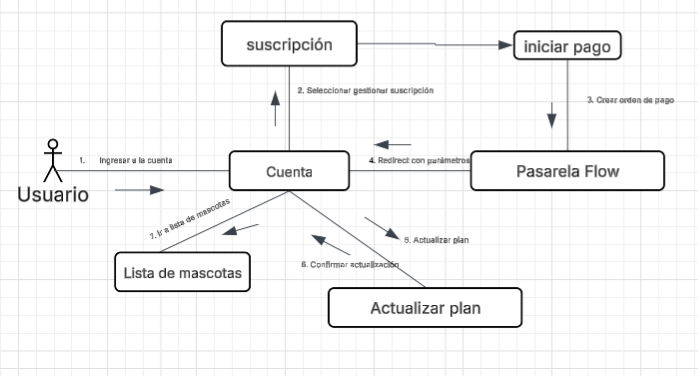 suscripción
iniciar pago
2. Seleccionar gestionar suscripción
3. Crear orden de pago
1. Ingresar a la cuenta
4. Redirect con parámetros
Cuenta
Pasarela Flow
Usuario
7. Ir a lista de mascotas
5. Actualizar plan
6. Confirmar actualización
Lista de mascotas
Actualizar plan